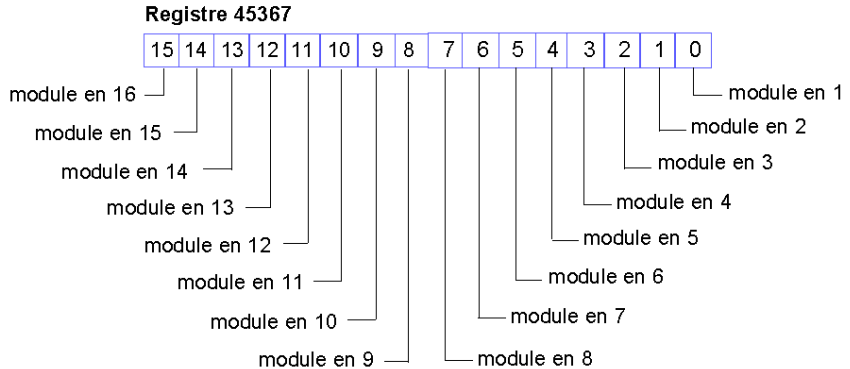 Registre 45367
15 14 13 12 11 10 9 8 7 6 5 4 3 2 1 0
module en 16 module en 1
module en 15 module en 2
module en 14 module en 3
module en 13 module en 4
module en 12 module en 5
module en 11 module en 6
module en 10 module en 7
module en 9 module en 8